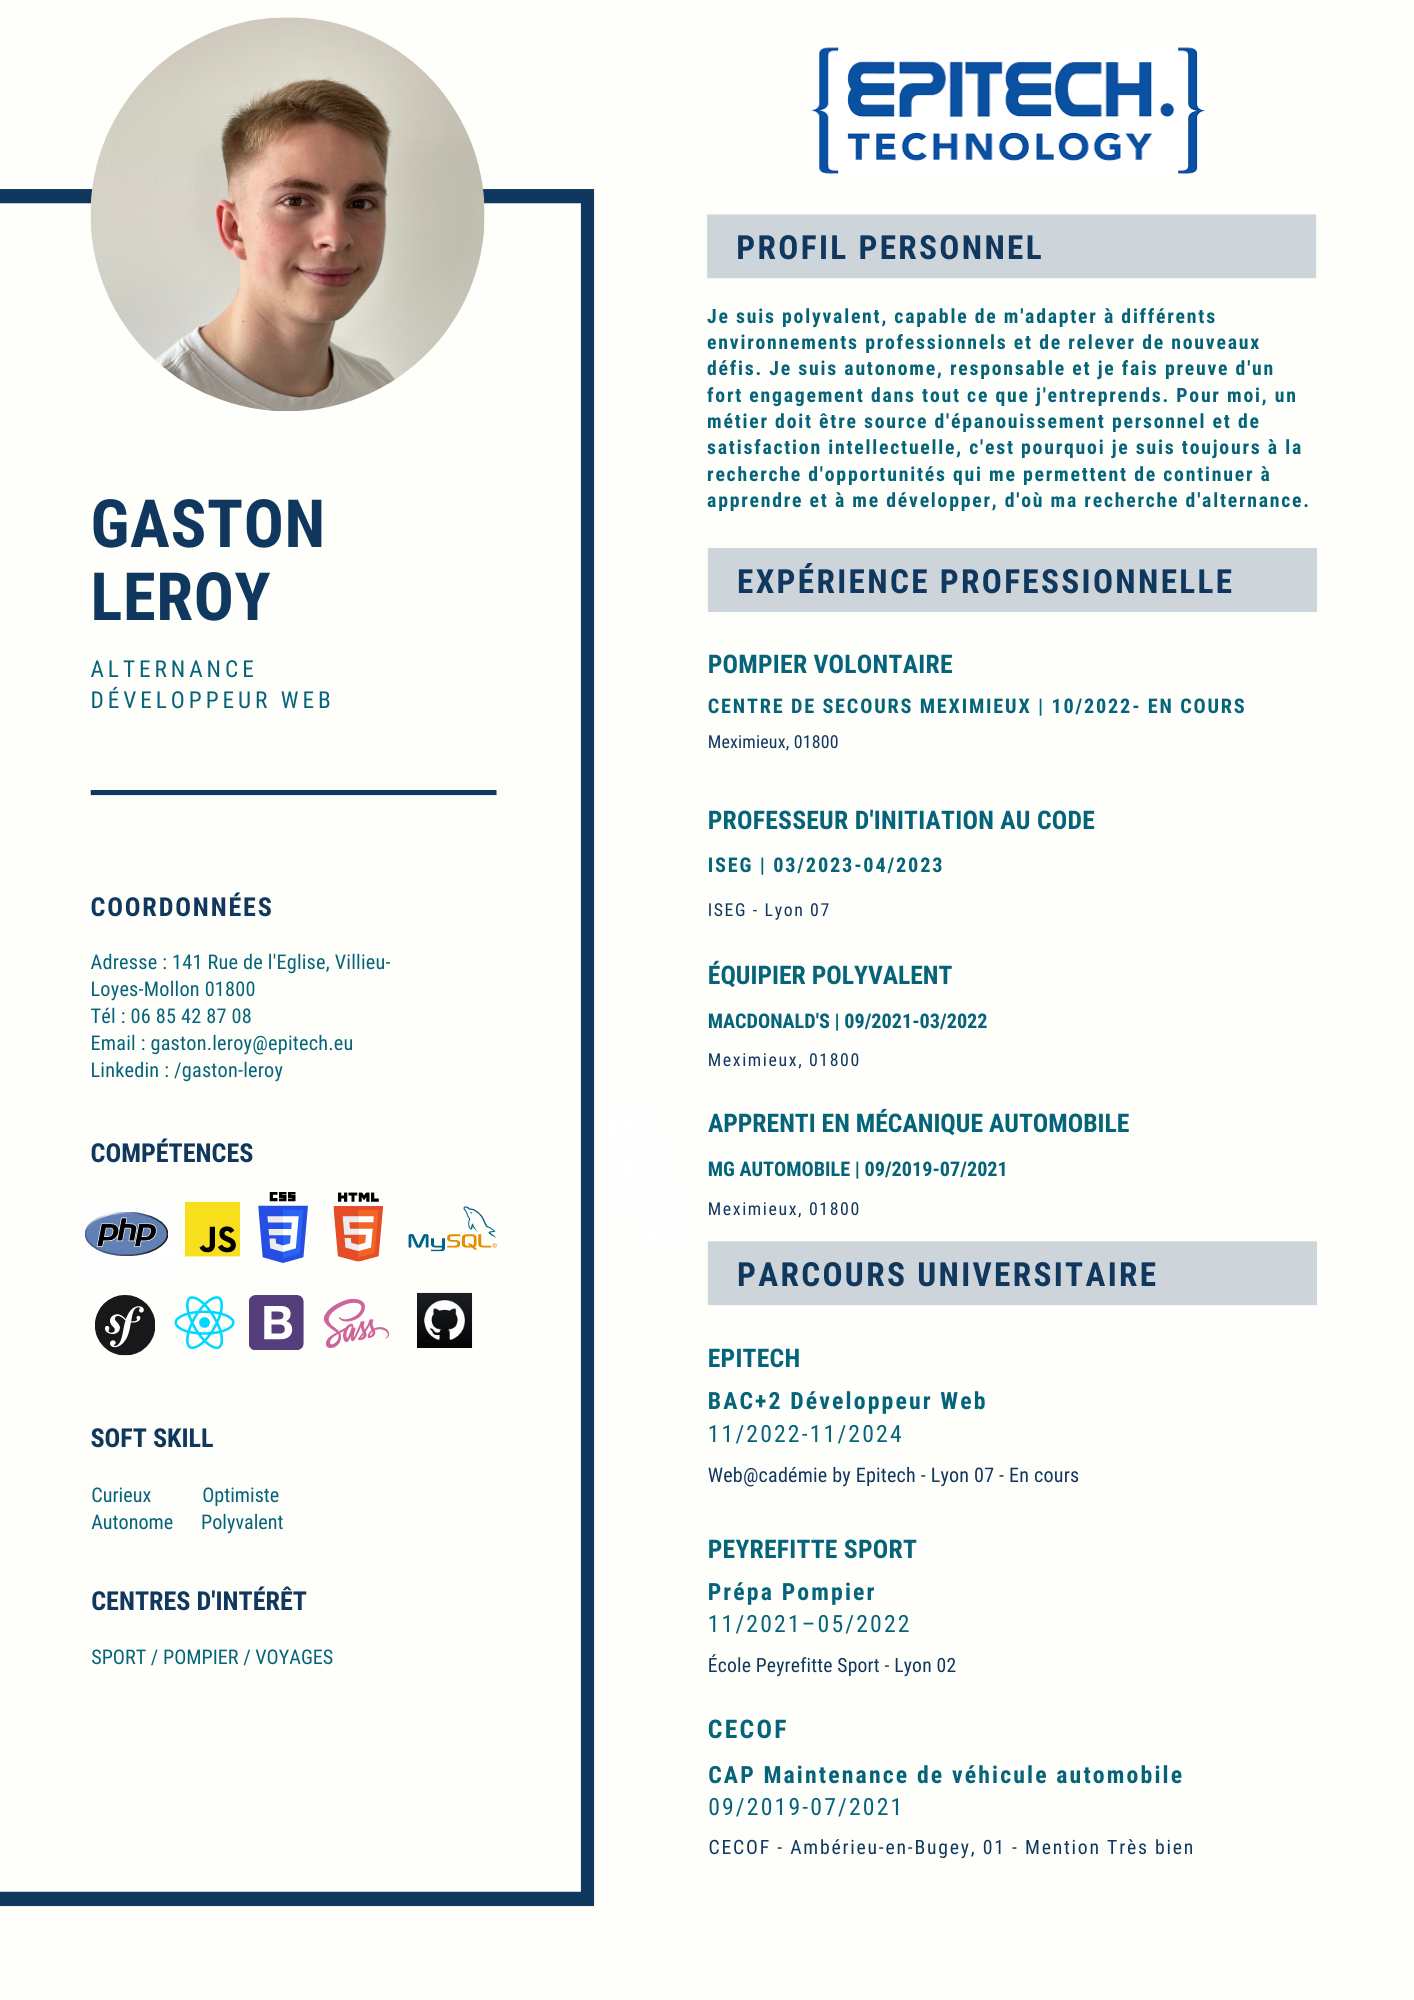 GASTON
LEROY
ALTERNANCE
DÉVELOPPEUR WEB
COORDONNÉES
Adresse : 141 Rue de l'Eglise, Villieu-
Loyes-Mollon 01800
Tél : 06 85 42 87 08
Email : gaston.leroy@epitech.eu
Linkedin : /gaston-leroy
COMPÉTENCES
php JS CSS 3 HTML 5 MySQL
sf B Sass
SOFT SKILL
Curieux Optimiste
Autonome Polyvalent
CENTRES D'INTÉRÊT
SPORT / POMPIER / VOYAGES
{EPITECH.}
TECHNOLOGY
PROFIL PERSONNEL
Je suis polyvalent, capable de m'adapter à différents
environnements professionnels et de relever de nouveaux
défis. Je suis autonome, responsable et je fais preuve d'un
fort engagement dans tout ce que j'entreprends. Pour moi, un
métier doit être source d'épanouissement personnel et de
satisfaction intellectuelle, c'est pourquoi je suis toujours à la
recherche d'opportunités qui me permettent de continuer à
apprendre et à me développer, d'où ma recherche d'alternance.
EXPÉRIENCE PROFESSIONNELLE
POMPIER VOLONTAIRE
CENTRE DE SECOURS MEXIMIEUX | 10/2022- EN COURS
Meximieux, 01800
PROFESSEUR D'INITIATION AU CODE
ISEG | 03/2023-04/2023
ISEG - Lyon 07
ÉQUIPIER POLYVALENT
MACDONALD'S | 09/2021-03/2022
Meximieux, 01800
APPRENTI EN MÉCANIQUE AUTOMOBILE
MG AUTOMOBILE | 09/2019-07/2021
Meximieux, 01800
PARCOURS UNIVERSITAIRE
EPITECH
BAC+2 Développeur Web
11/2022-11/2024
Web@cadémie by Epitech - Lyon 07 - En cours
PEYREFITTE SPORT
Prépa Pompier
11/2021–05/2022
École Peyrefitte Sport - Lyon 02
CECOF
CAP Maintenance de véhicule automobile
09/2019-07/2021
CECOF - Ambérieu-en-Bugey, 01 - Mention Très bien